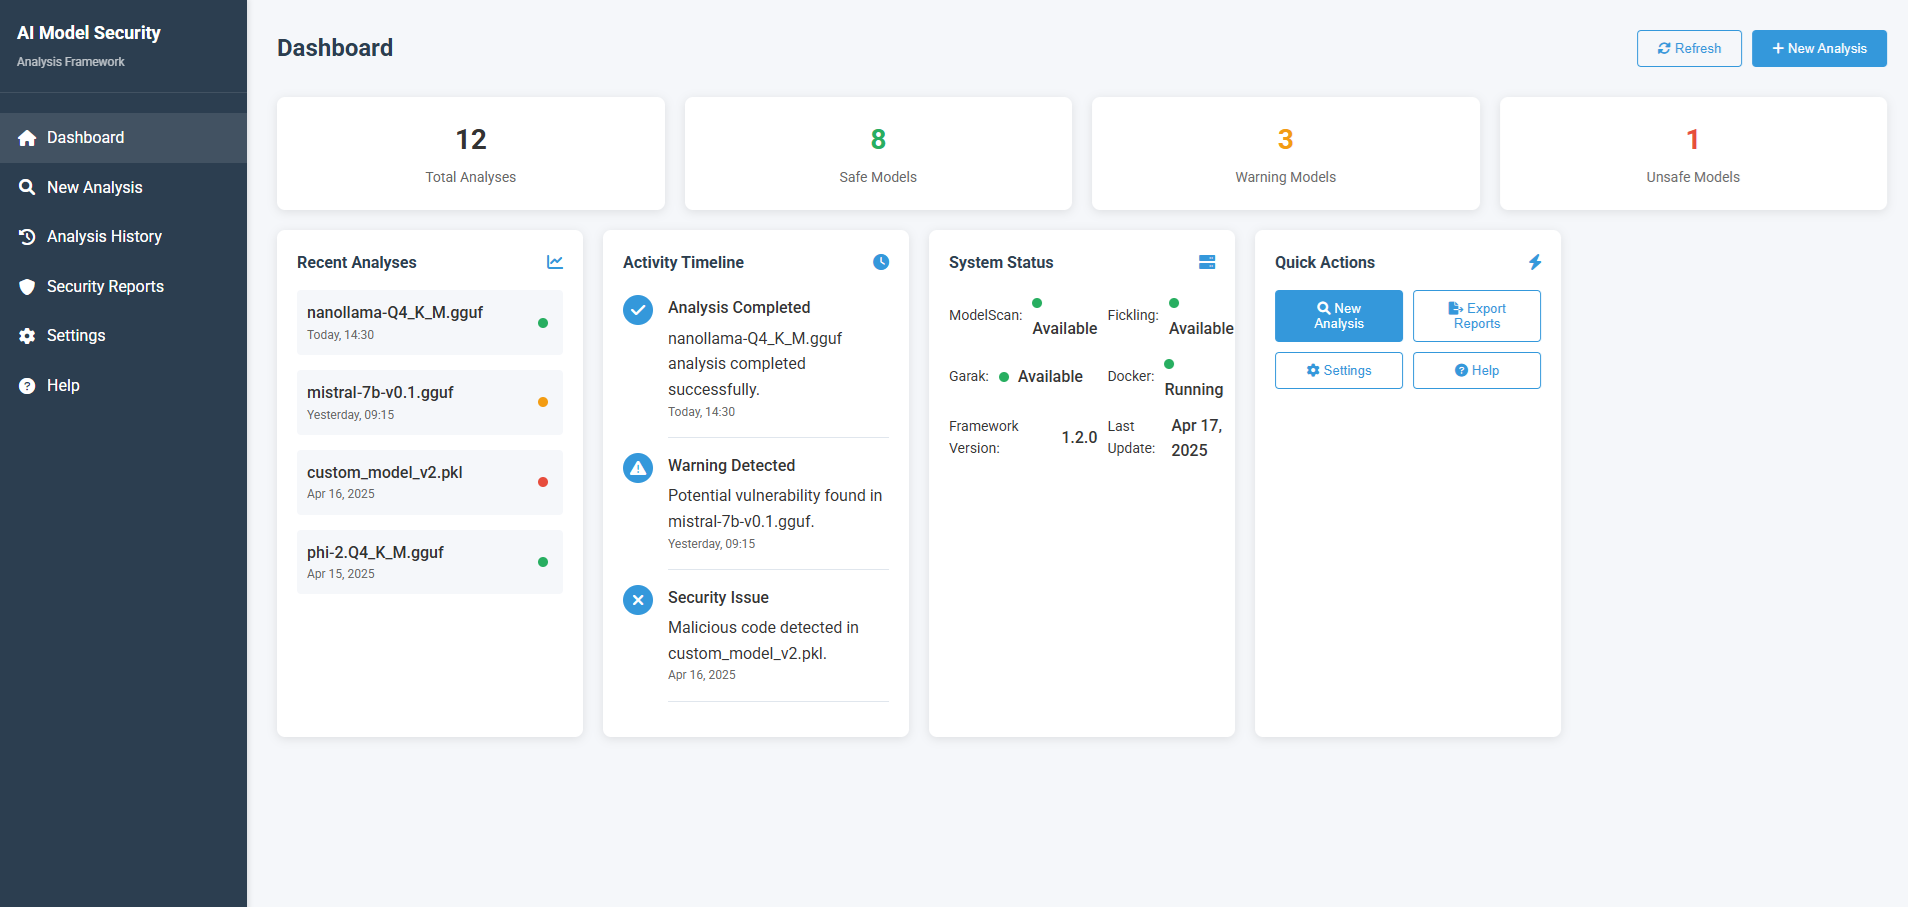 AI Model Security
Analysis Framework
Dashboard
New Analysis
Analysis History
Security Reports
Settings
Help
Dashboard
Refresh
New Analysis
12
Total Analyses
8
Safe Models
3
Warning Models
1
Unsafe Models
Recent Analyses
nanollama-Q4_K_M.gguf
Today, 14:30
mistral-7b-v0.1.gguf
Yesterday, 09:15
custom_model_v2.pkl
Apr 16, 2025
phi-2.Q4_K_M.gguf
Apr 15, 2025
Activity Timeline
Analysis Completed
nanollama-Q4_K_M.gguf
analysis completed
successfully.
Today, 14:30
Warning Detected
Potential vulnerability found in
mistral-7b-v0.1.gguf.
Yesterday, 09:15
Security Issue
Malicious code detected in
custom_model_v2.pkl.
Apr 16, 2025
System Status
ModelScan:
Available
Fickling:
Available
Garak:
Available
Docker:
Running
Framework
Version:
1.2.0
Last
Update:
Apr 17,
2025
Quick Actions
New
Analysis
Export
Reports
Settings
Help